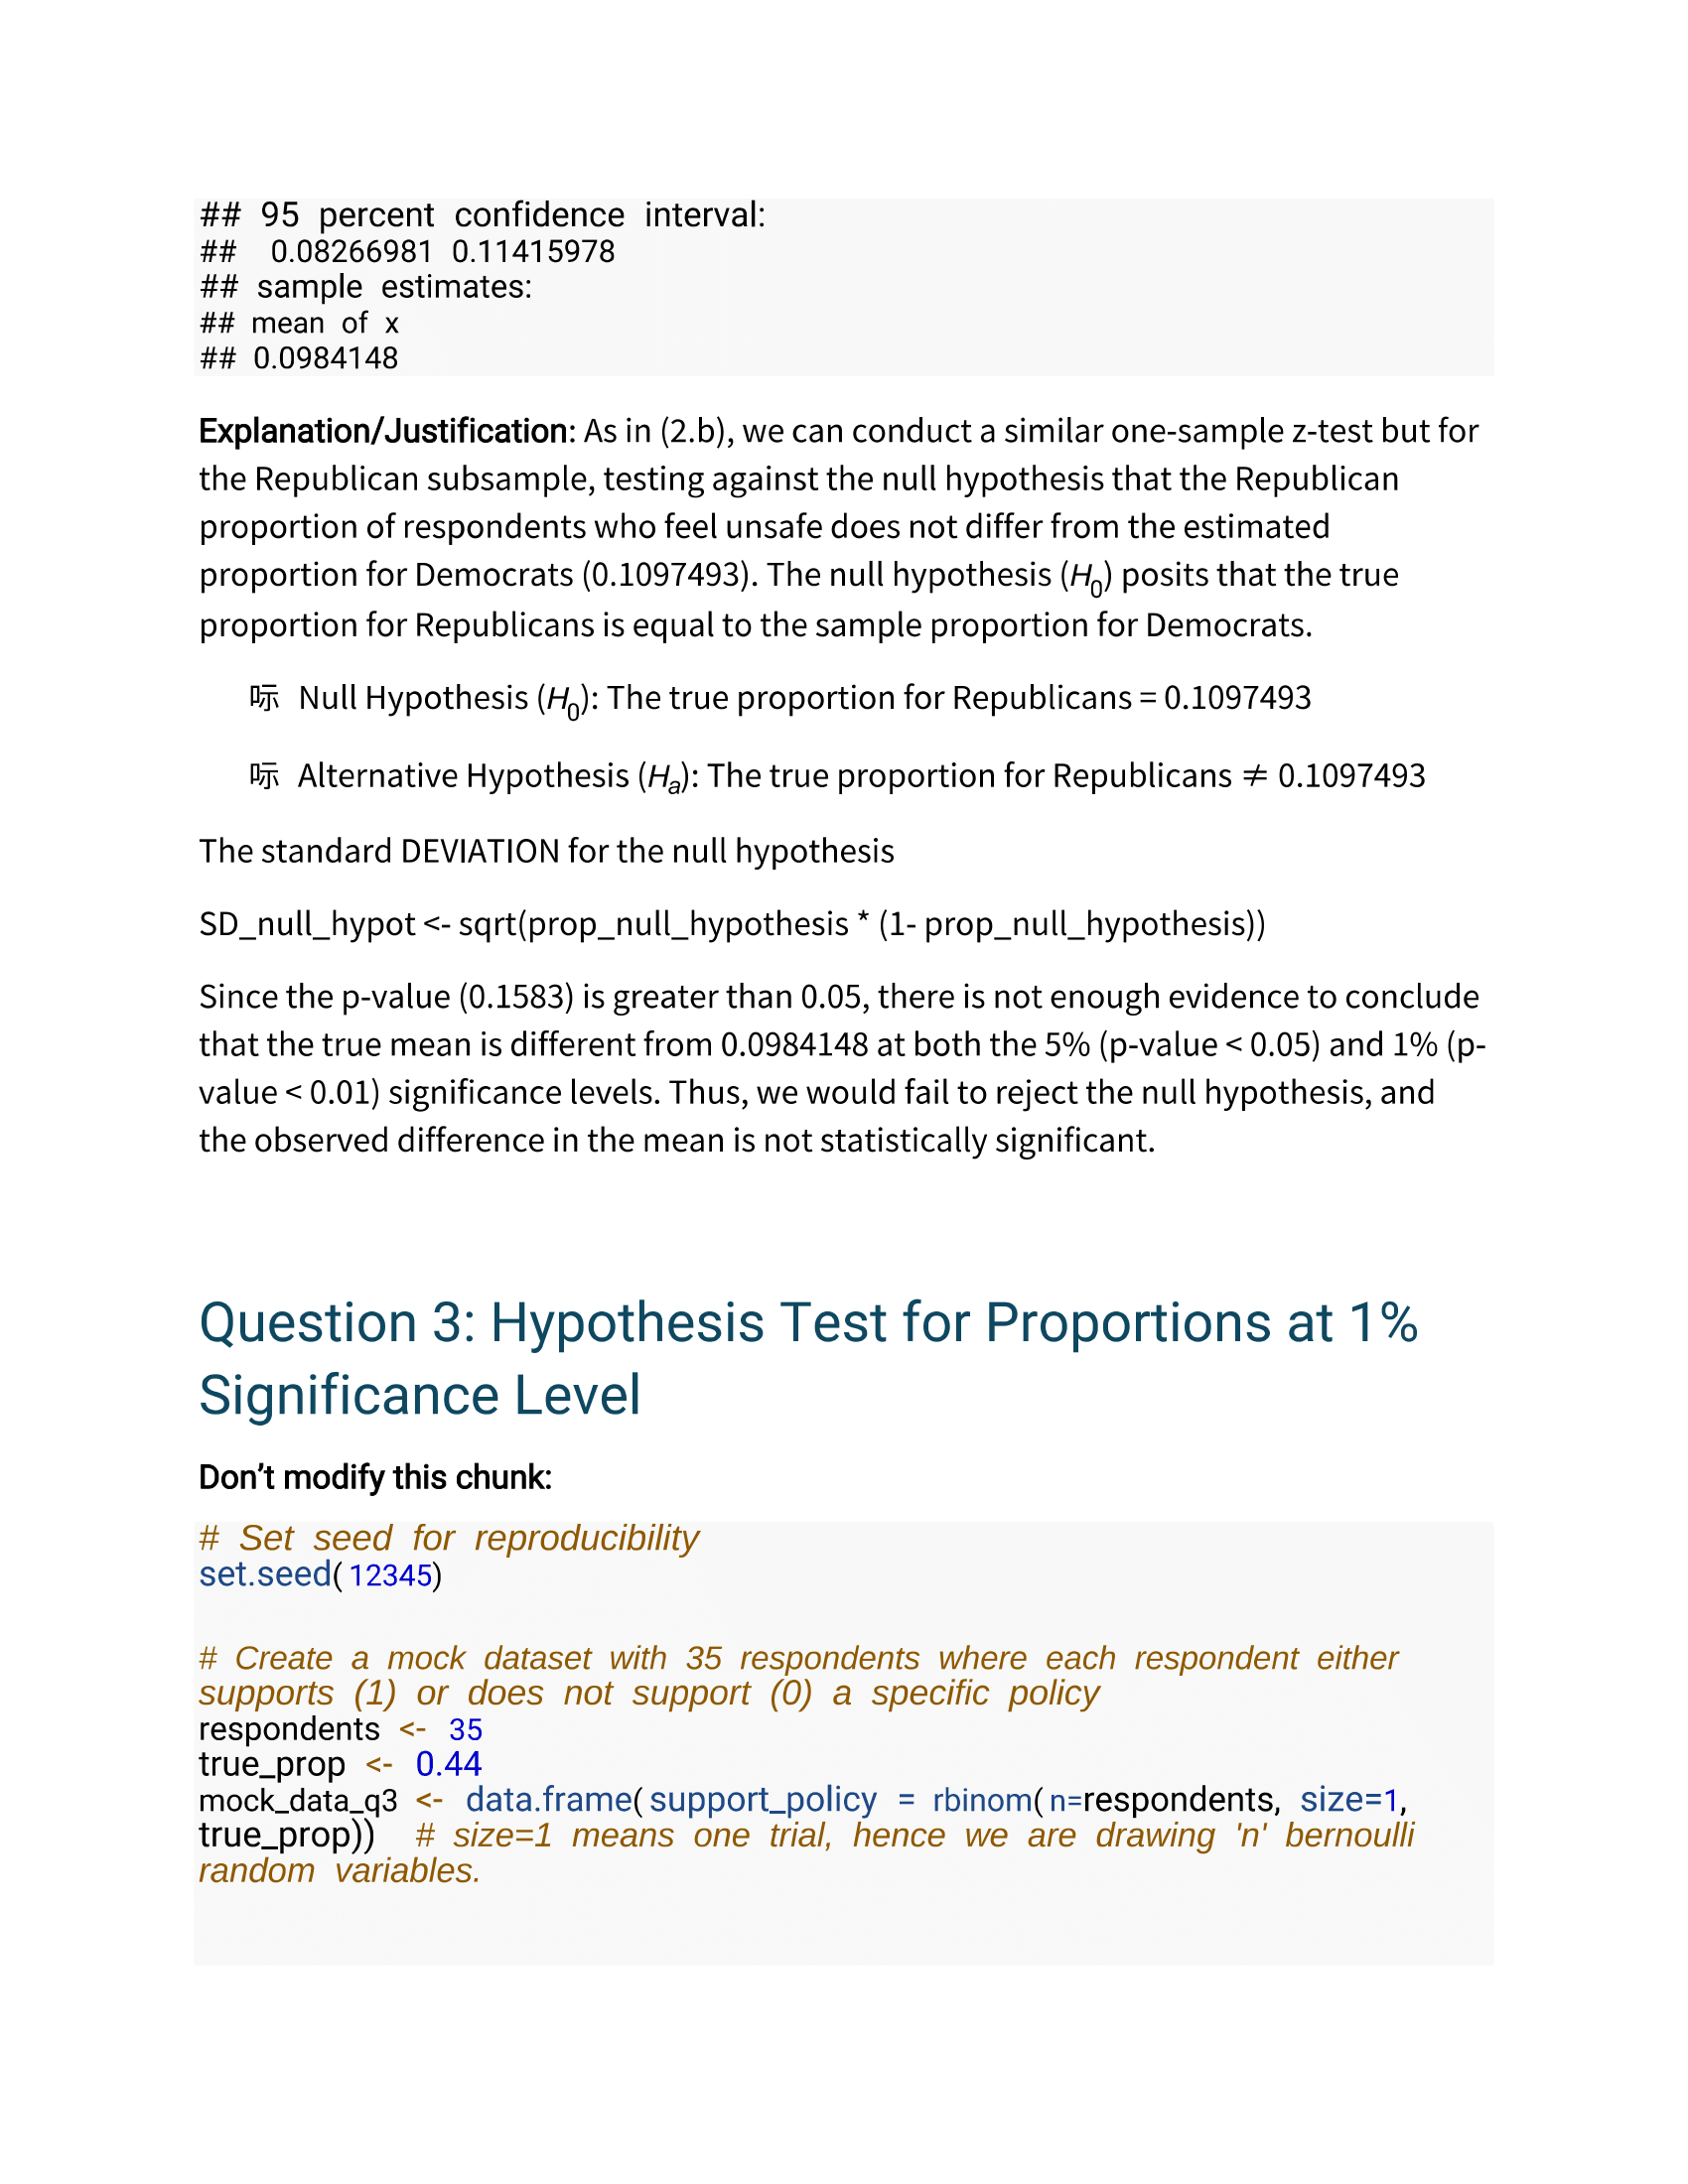 ## 95 percent confidence interval:
## 0.08266981 0.11415978
## sample estimates:
## mean of x
## 0.0984148
Explanation/Justification: As in (2.b), we can conduct a similar one-sample z-test but for
the Republican subsample, testing against the null hypothesis that the Republican
proportion of respondents who feel unsafe does not differ from the estimated
proportion for Democrats (0.1097493). The null hypothesis (H0) posits that the true
proportion for Republicans is equal to the sample proportion for Democrats.
Null Hypothesis (H0): The true proportion for Republicans = 0.1097493
Alternative Hypothesis (Ha): The true proportion for Republicans ≠ 0.1097493
The standard DEVIATION for the null hypothesis
SD_null_hypot <- sqrt(prop_null_hypothesis * (1- prop_null_hypothesis))
Since the p-value (0.1583) is greater than 0.05, there is not enough evidence to conclude
that the true mean is different from 0.0984148 at both the 5% (p-value < 0.05) and 1% (p-
value < 0.01) significance levels. Thus, we would fail to reject the null hypothesis, and
the observed difference in the mean is not statistically significant.
Question 3: Hypothesis Test for Proportions at 1%
Significance Level
Don’t modify this chunk:
# Set seed for reproducibility
set.seed( 12345)
# Create a mock dataset with 35 respondents where each respondent either
supports (1) or does not support (0) a specific policy
respondents <- 35
true_prop <- 0.44
mock_data_q3 <- data.frame( support_policy = rbinom( n=respondents, size=1,
true_prop)) # size=1 means one trial, hence we are drawing 'n' bernoulli
random variables.